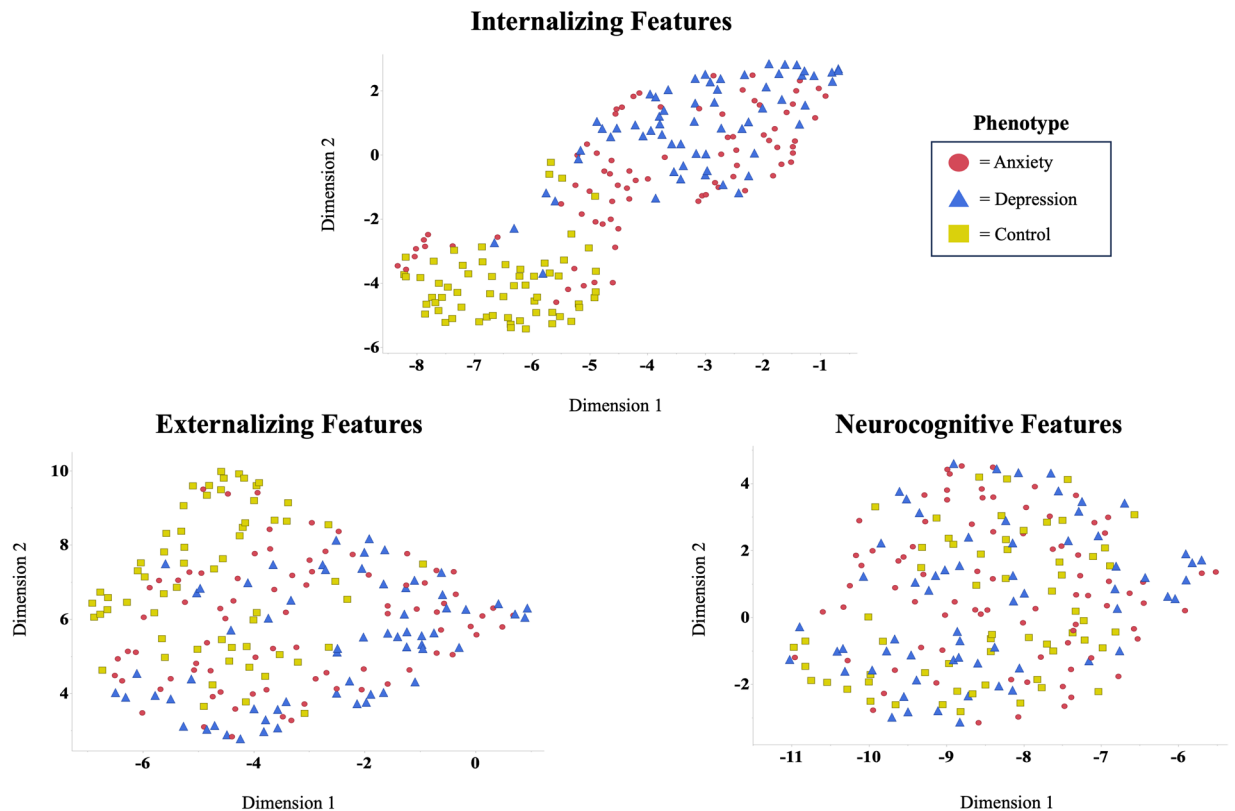 Internalizing Features
2
0
-2
-4
-6
Dimension 2
-8 -7 -6 -5 -4 -3 -2 -1
Dimension 1
Phenotype
= Anxiety
= Depression
= Control
Externalizing Features
10
8
6
4
Dimension 2
-6 -4 -2 0
Dimension 1
Neurocognitive Features
4
2
0
-2
Dimension 2
-11 -10 -9 -8 -7 -6
Dimension 1